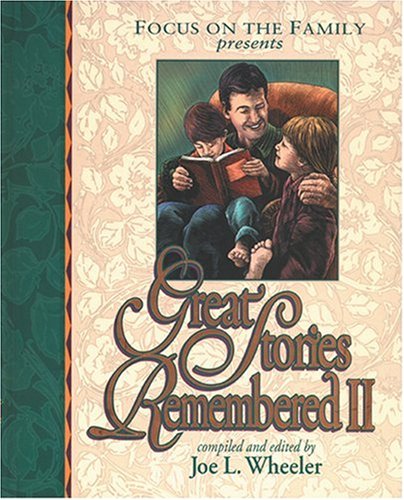 FOCUS ON THE FAMILY
presents
Great Stories
Remembered II
compiled and edited by
Joe L. Wheeler